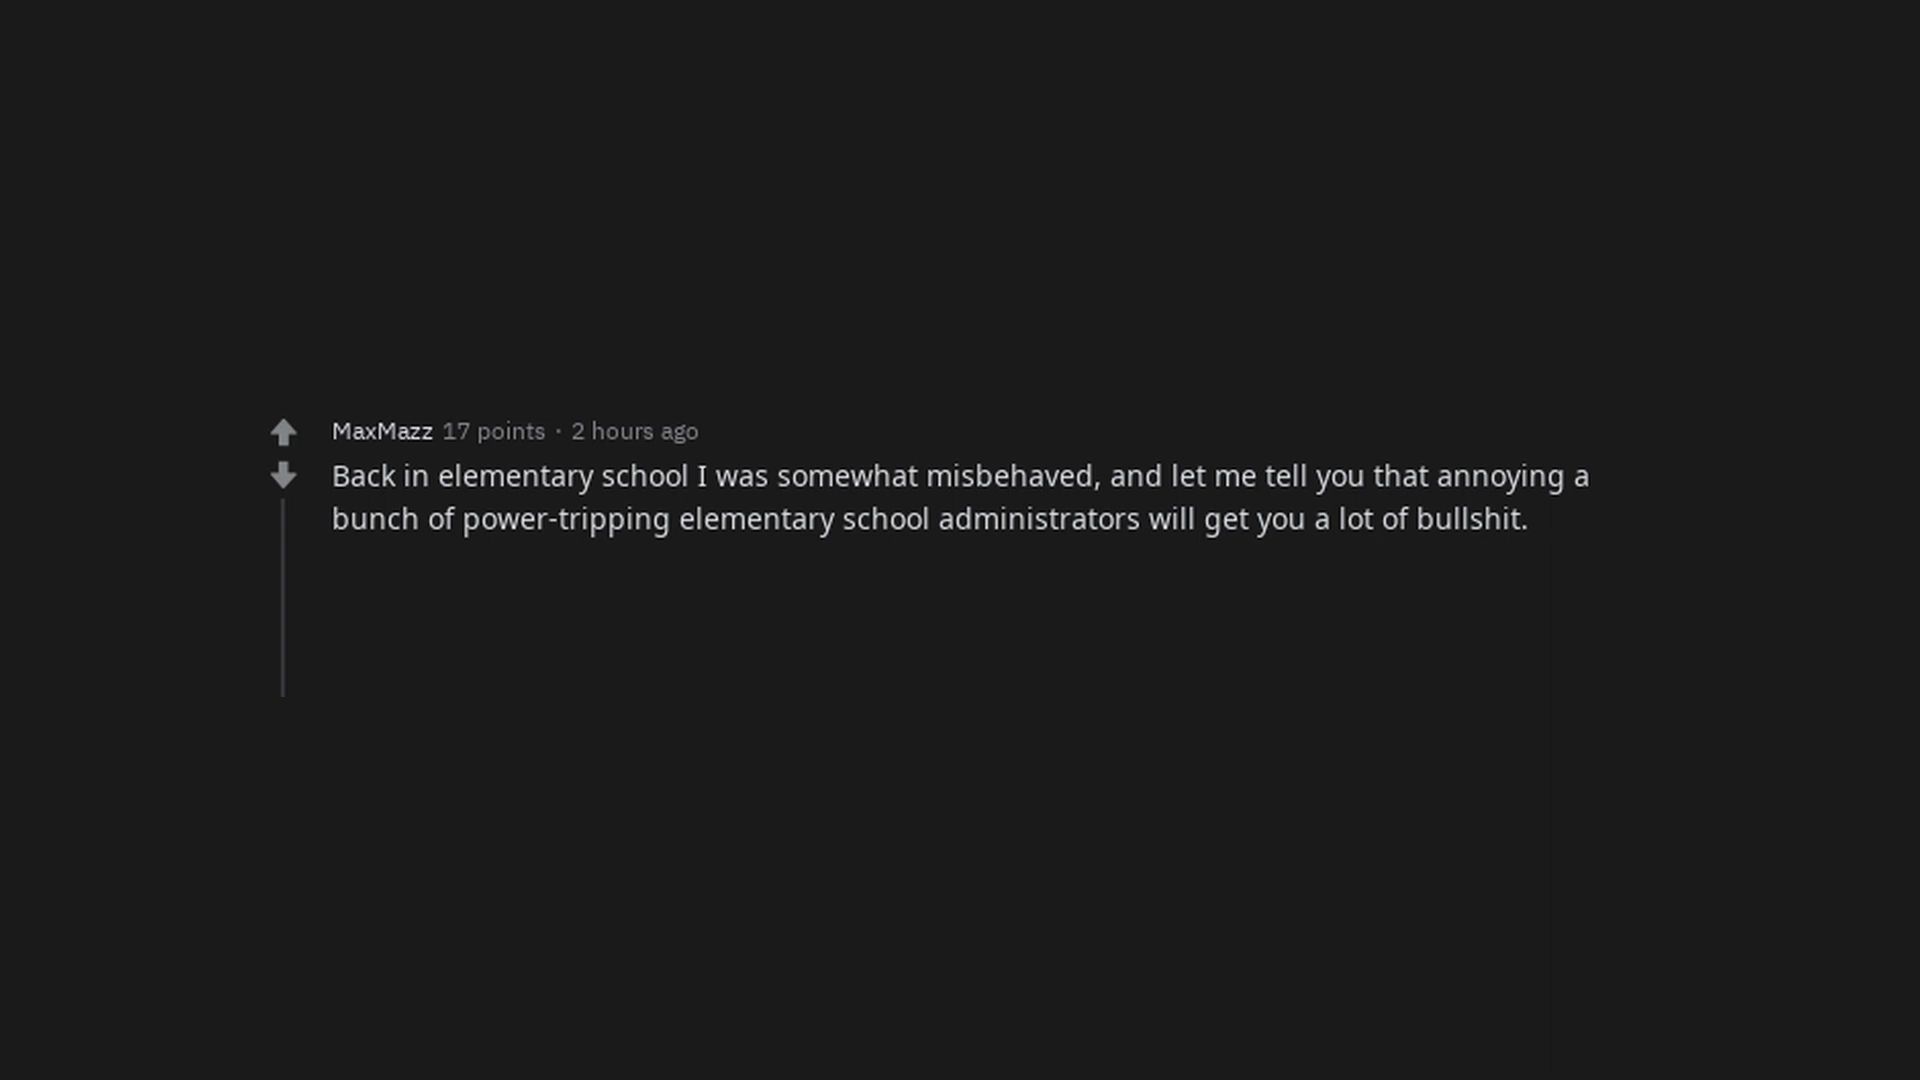 MaxMazz 17 points · 2 hours ago
Back in elementary school I was somewhat misbehaved, and let me tell you that annoying a
bunch of power-tripping elementary school administrators will get you a lot of bullshit.